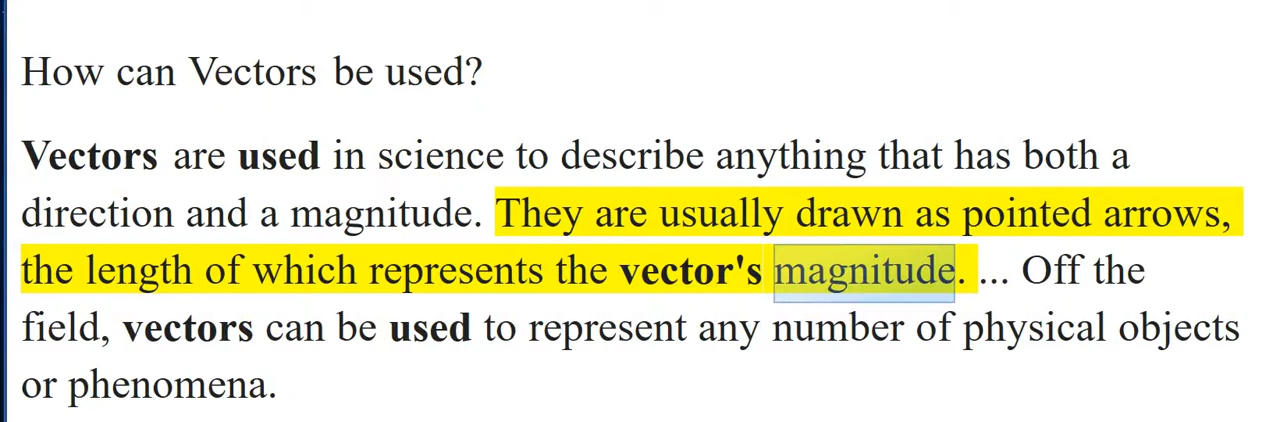 How can Vectors be used?
Vectors are used in science to describe anything that has both a
direction and a magnitude. They are usually drawn as pointed arrows,
the length of which represents the vector's magnitude. ... Off the
field, vectors can be used to represent any number of physical objects
or phenomena.